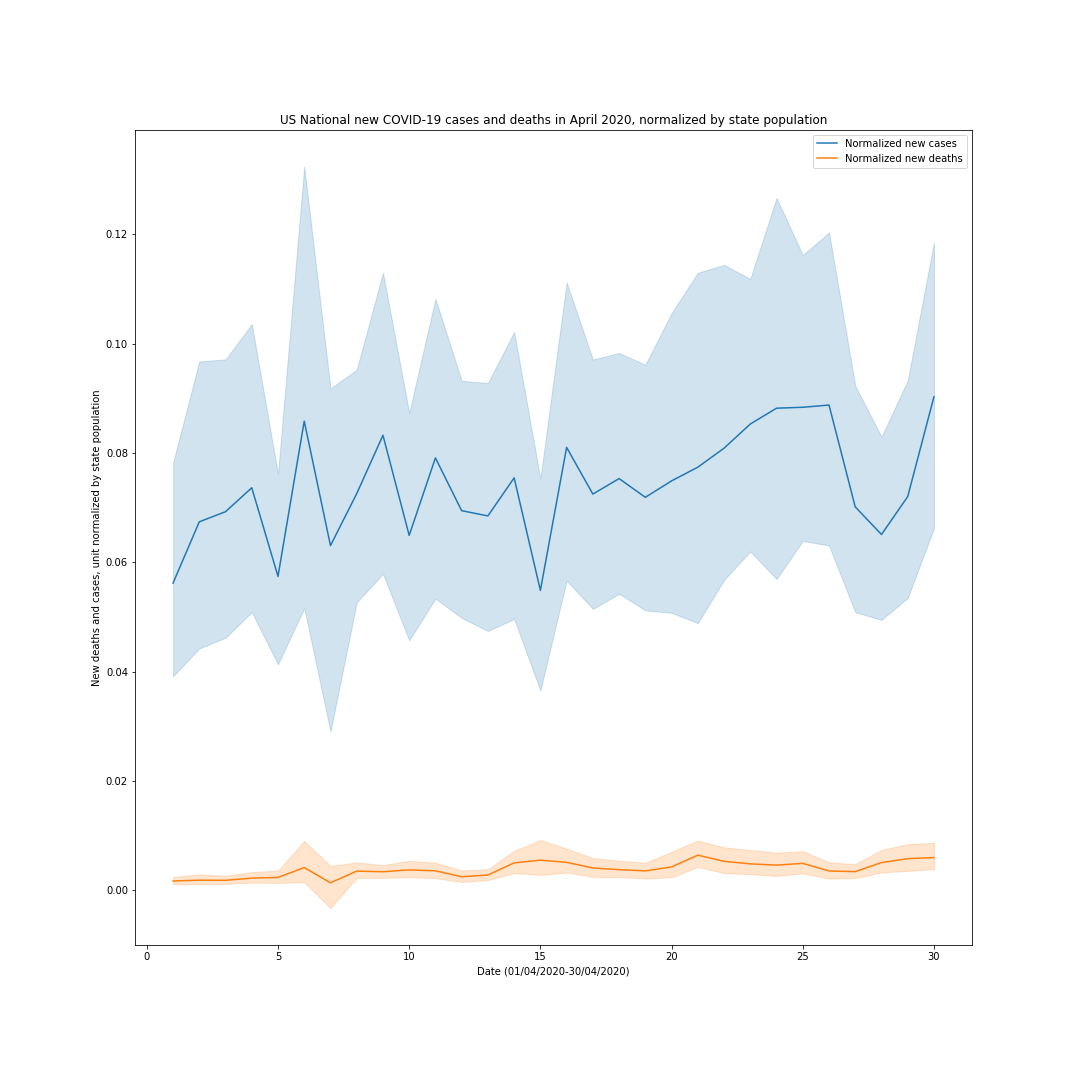 US National new COVID-19 cases and deaths in April 2020, normalized by state population
Normalized new cases
Normalized new deaths
New deaths and cases, unit normalized by state population
0.12
0.10
0.08
0.06
0.04
0.02
0.00
0 5 10 15 20 25 30
Date (01/04/2020-30/04/2020)